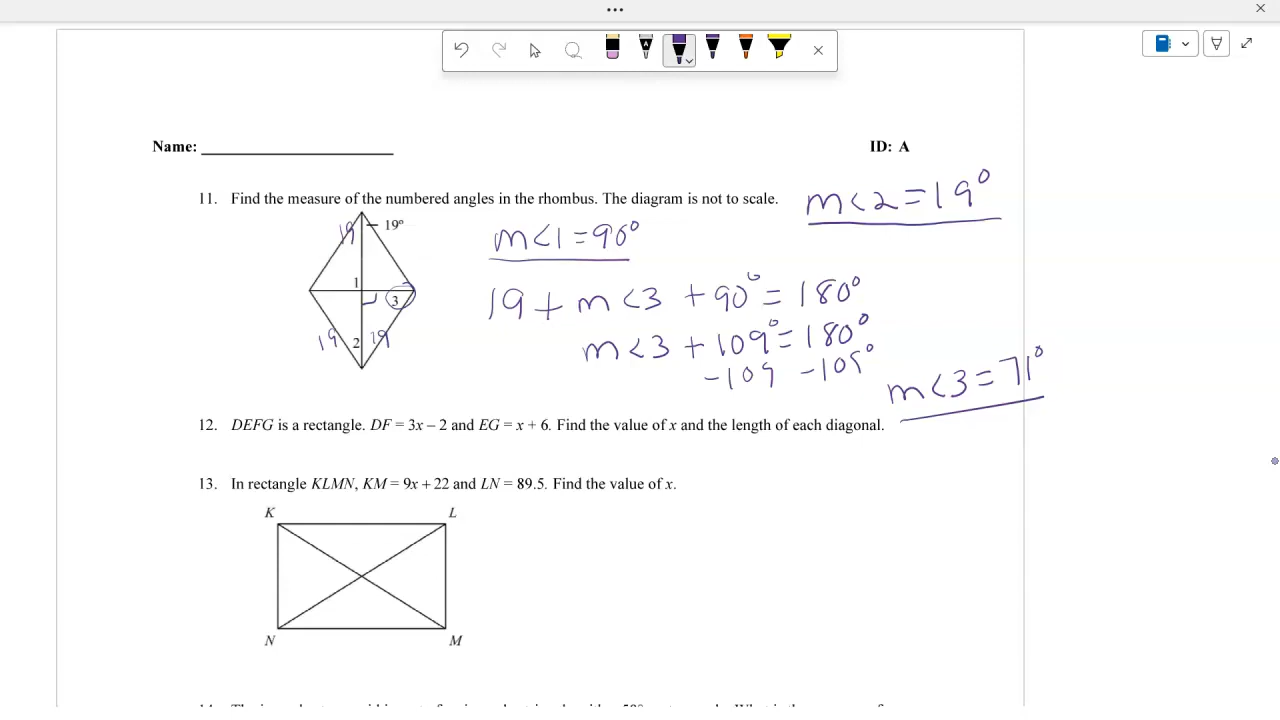 Name: ____________________ ID: A
11. Find the measure of the numbered angles in the rhombus. The diagram is not to scale.
m<2=19°
19
19°
m<1=90°
1
3
19+m<3+90°=180°
19
2
19
m<3+109°=180°
-109 -109°
m<3=71°
12. DEFG is a rectangle. DF = 3x – 2 and EG = x + 6. Find the value of x and the length of each diagonal.
13. In rectangle KLMN, KM = 9x + 22 and LN = 89.5. Find the value of x.
K L
N M